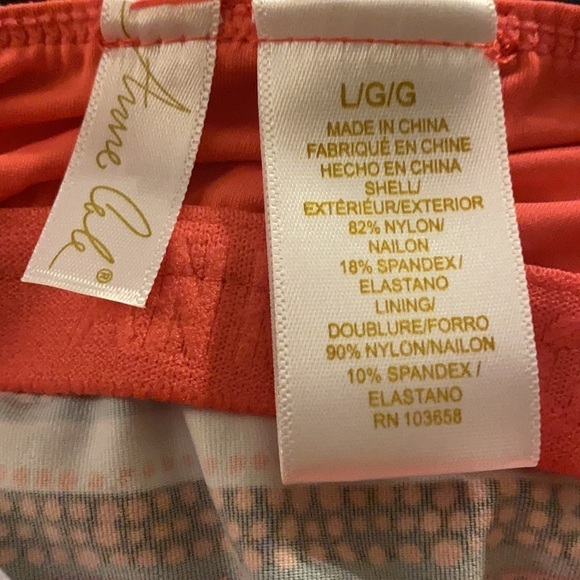 Anne Cole®
L/G/G
MADE IN CHINA
FABRIQUÉ EN CHINE
HECHO EN CHINA
SHELL/
EXTÉRIÉUR/EXTERIOR
82% NYLON/
NAILON
18% SPANDEX/
ELASTANO
LINING/
DOUBLURE/FORRO
90% NYLON/NAILON
10% SPANDEX /
ELASTANO
RN 103658